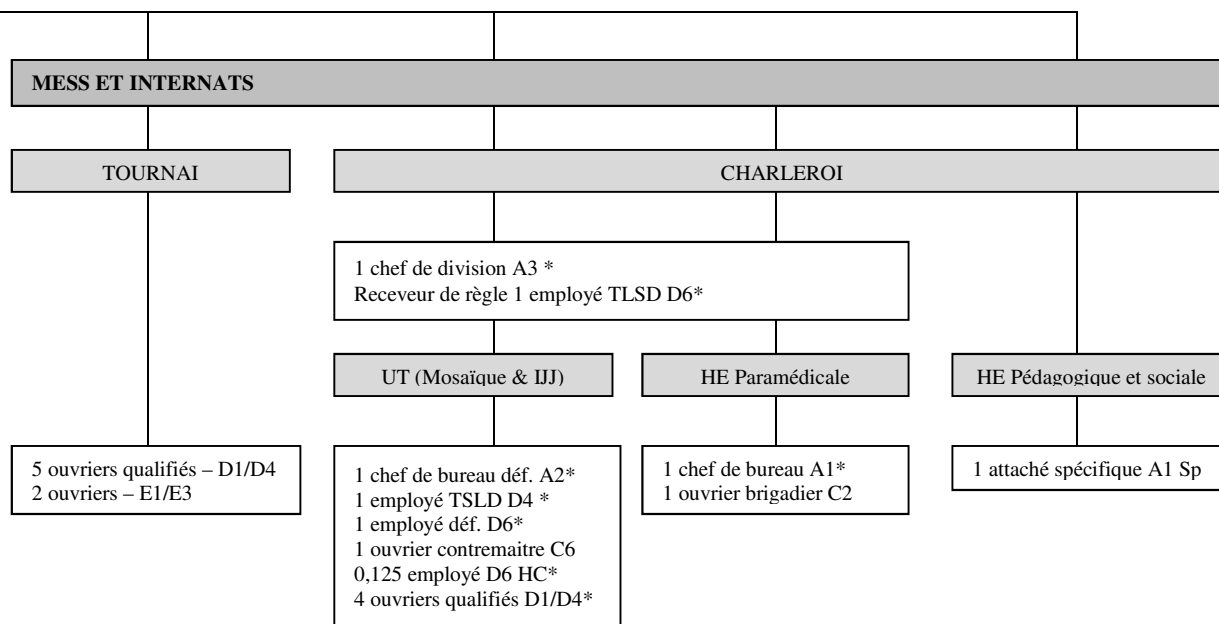 MESS ET INTERNATS
TOURNAI
CHARLEROI
1 chef de division A3 *
Receveur de règle 1 employé TLSD D6*
UT (Mosaïque & IJJ)
HE Paramédicale
HE Pédagogique et sociale
5 ouvriers qualifiés – D1/D4
2 ouvriers – E1/E3
1 chef de bureau déf. A2*
1 employé TSLD D4 *
1 employé déf. D6*
1 ouvrier contremaitre C6
0,125 employé D6 HC*
4 ouvriers qualifiés D1/D4*
1 chef de bureau A1*
1 ouvrier brigadier C2
1 attaché spécifique A1 Sp